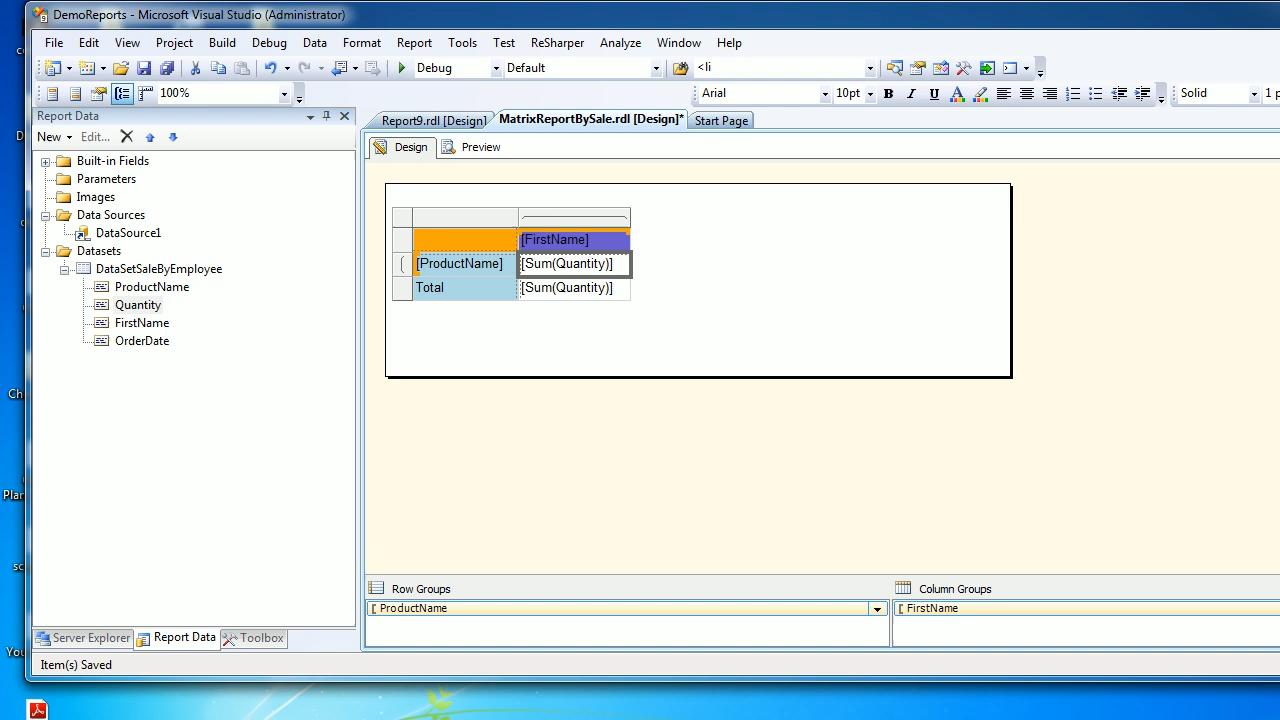 DemoReports - Microsoft Visual Studio (Administrator)
File Edit View Project Build Debug Data Format Report Tools Test ReSharper Analyze Window Help
Debug Default <li
100% Arial 10pt B I U A Solid
Report Data
Report9.rdl [Design] MatrixReportBySale.rdl [Design]* Start Page
New Edit...
Design Preview
Built-in Fields
Parameters
Images
Data Sources
DataSource1
Datasets
DataSetSaleByEmployee
ProductName
Quantity
FirstName
OrderDate
[FirstName]
[ProductName] [Sum(Quantity)]
Total [Sum(Quantity)]
Row Groups Column Groups
ProductName FirstName
Server Explorer Report Data Toolbox
Item(s) Saved